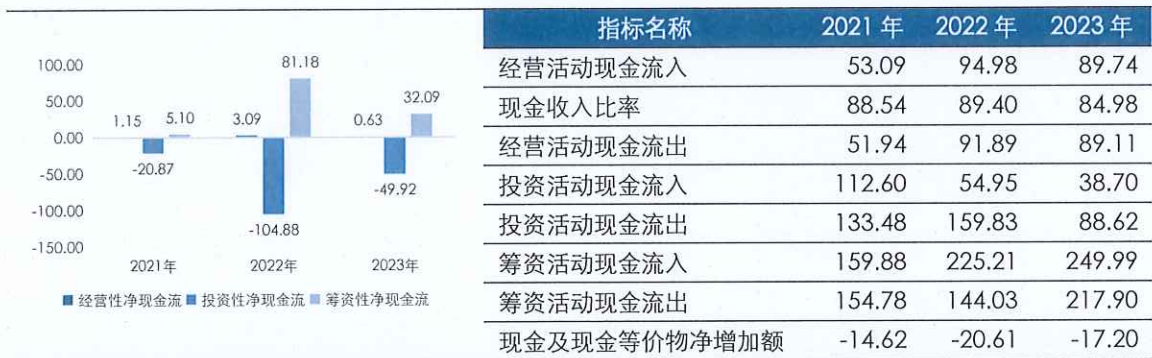 100.00
50.00
0.00
-50.00
-100.00
-150.00
1.15 5.10 3.09 81.18 0.63 32.09
-20.87 -104.88 -49.92
2021年 2022年 2023年
经营性净现金流 投资性净现金流 筹资性净现金流
指标名称 2021 年 2022 年 2023 年
经营活动现金流入 53.09 94.98 89.74
现金收入比率 88.54 89.40 84.98
经营活动现金流出 51.94 91.89 89.11
投资活动现金流入 112.60 54.95 38.70
投资活动现金流出 133.48 159.83 88.62
筹资活动现金流入 159.88 225.21 249.99
筹资活动现金流出 154.78 144.03 217.90
现金及现金等价物净增加额 -14.62 -20.61 -17.20